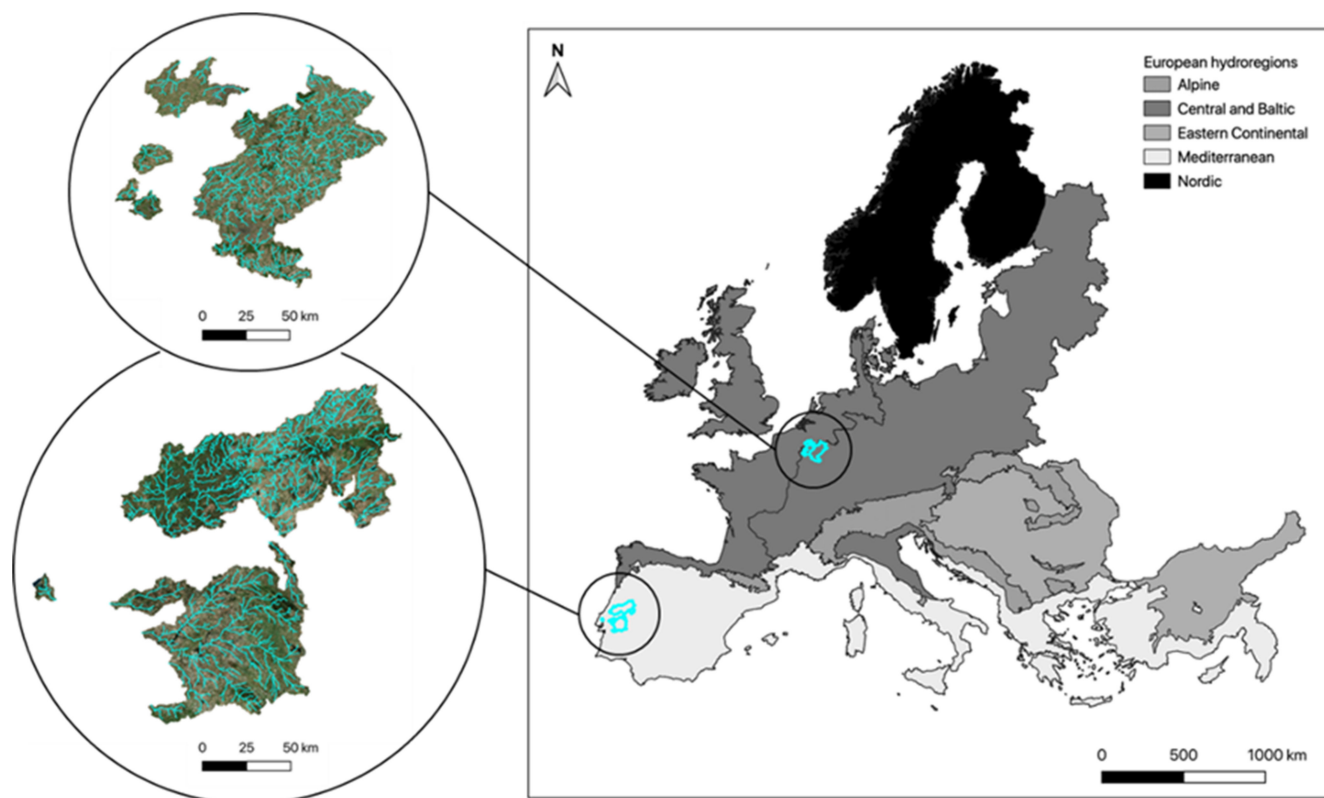 0 25 50 km
0 25 50 km
N
European hydroregions
Alpine
Central and Baltic
Eastern Continental
Mediterranean
Nordic
0 500 1000 km